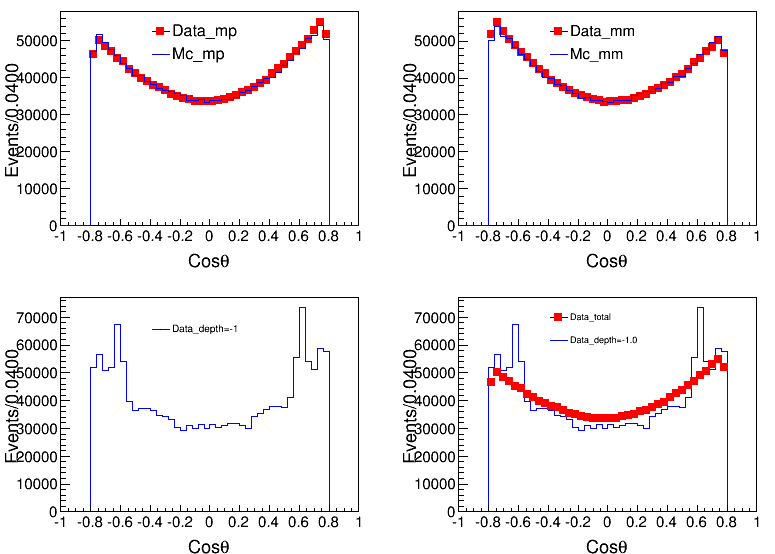 Events/0.0400
50000
40000
30000
20000
10000
0
Data_mp
Mc_mp
-1 -0.8 -0.6 -0.4 -0.2 0 0.2 0.4 0.6 0.8 1
Cosθ
Events/0.0400
50000
40000
30000
20000
10000
0
Data_mm
Mc_mm
-1 -0.8 -0.6 -0.4 -0.2 0 0.2 0.4 0.6 0.8 1
Cosθ
Events/0.0400
70000
60000
50000
40000
30000
20000
10000
0
Data_depth=-1
-1 -0.8 -0.6 -0.4 -0.2 0 0.2 0.4 0.6 0.8 1
Cosθ
Events/0.0400
70000
60000
50000
40000
30000
20000
10000
0
Data_total
Data_depth=-1.0
-1 -0.8 -0.6 -0.4 -0.2 0 0.2 0.4 0.6 0.8 1
Cosθ